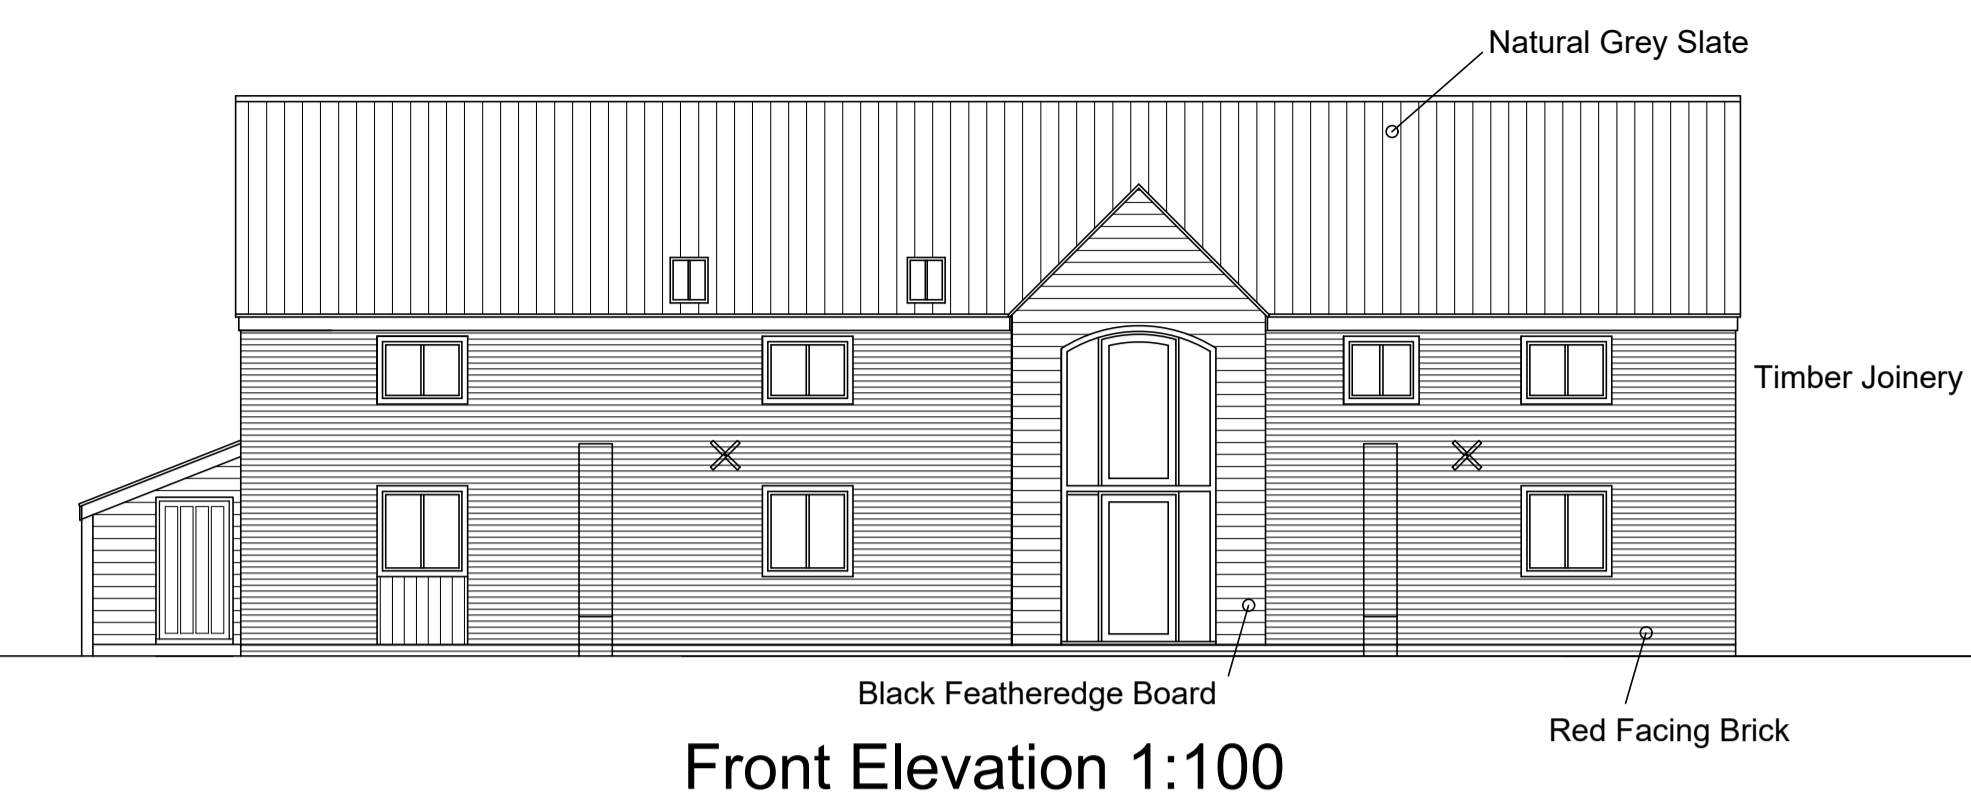 Natural Grey Slate
Timber Joinery
Black Featheredge Board
Red Facing Brick
Front Elevation 1:100